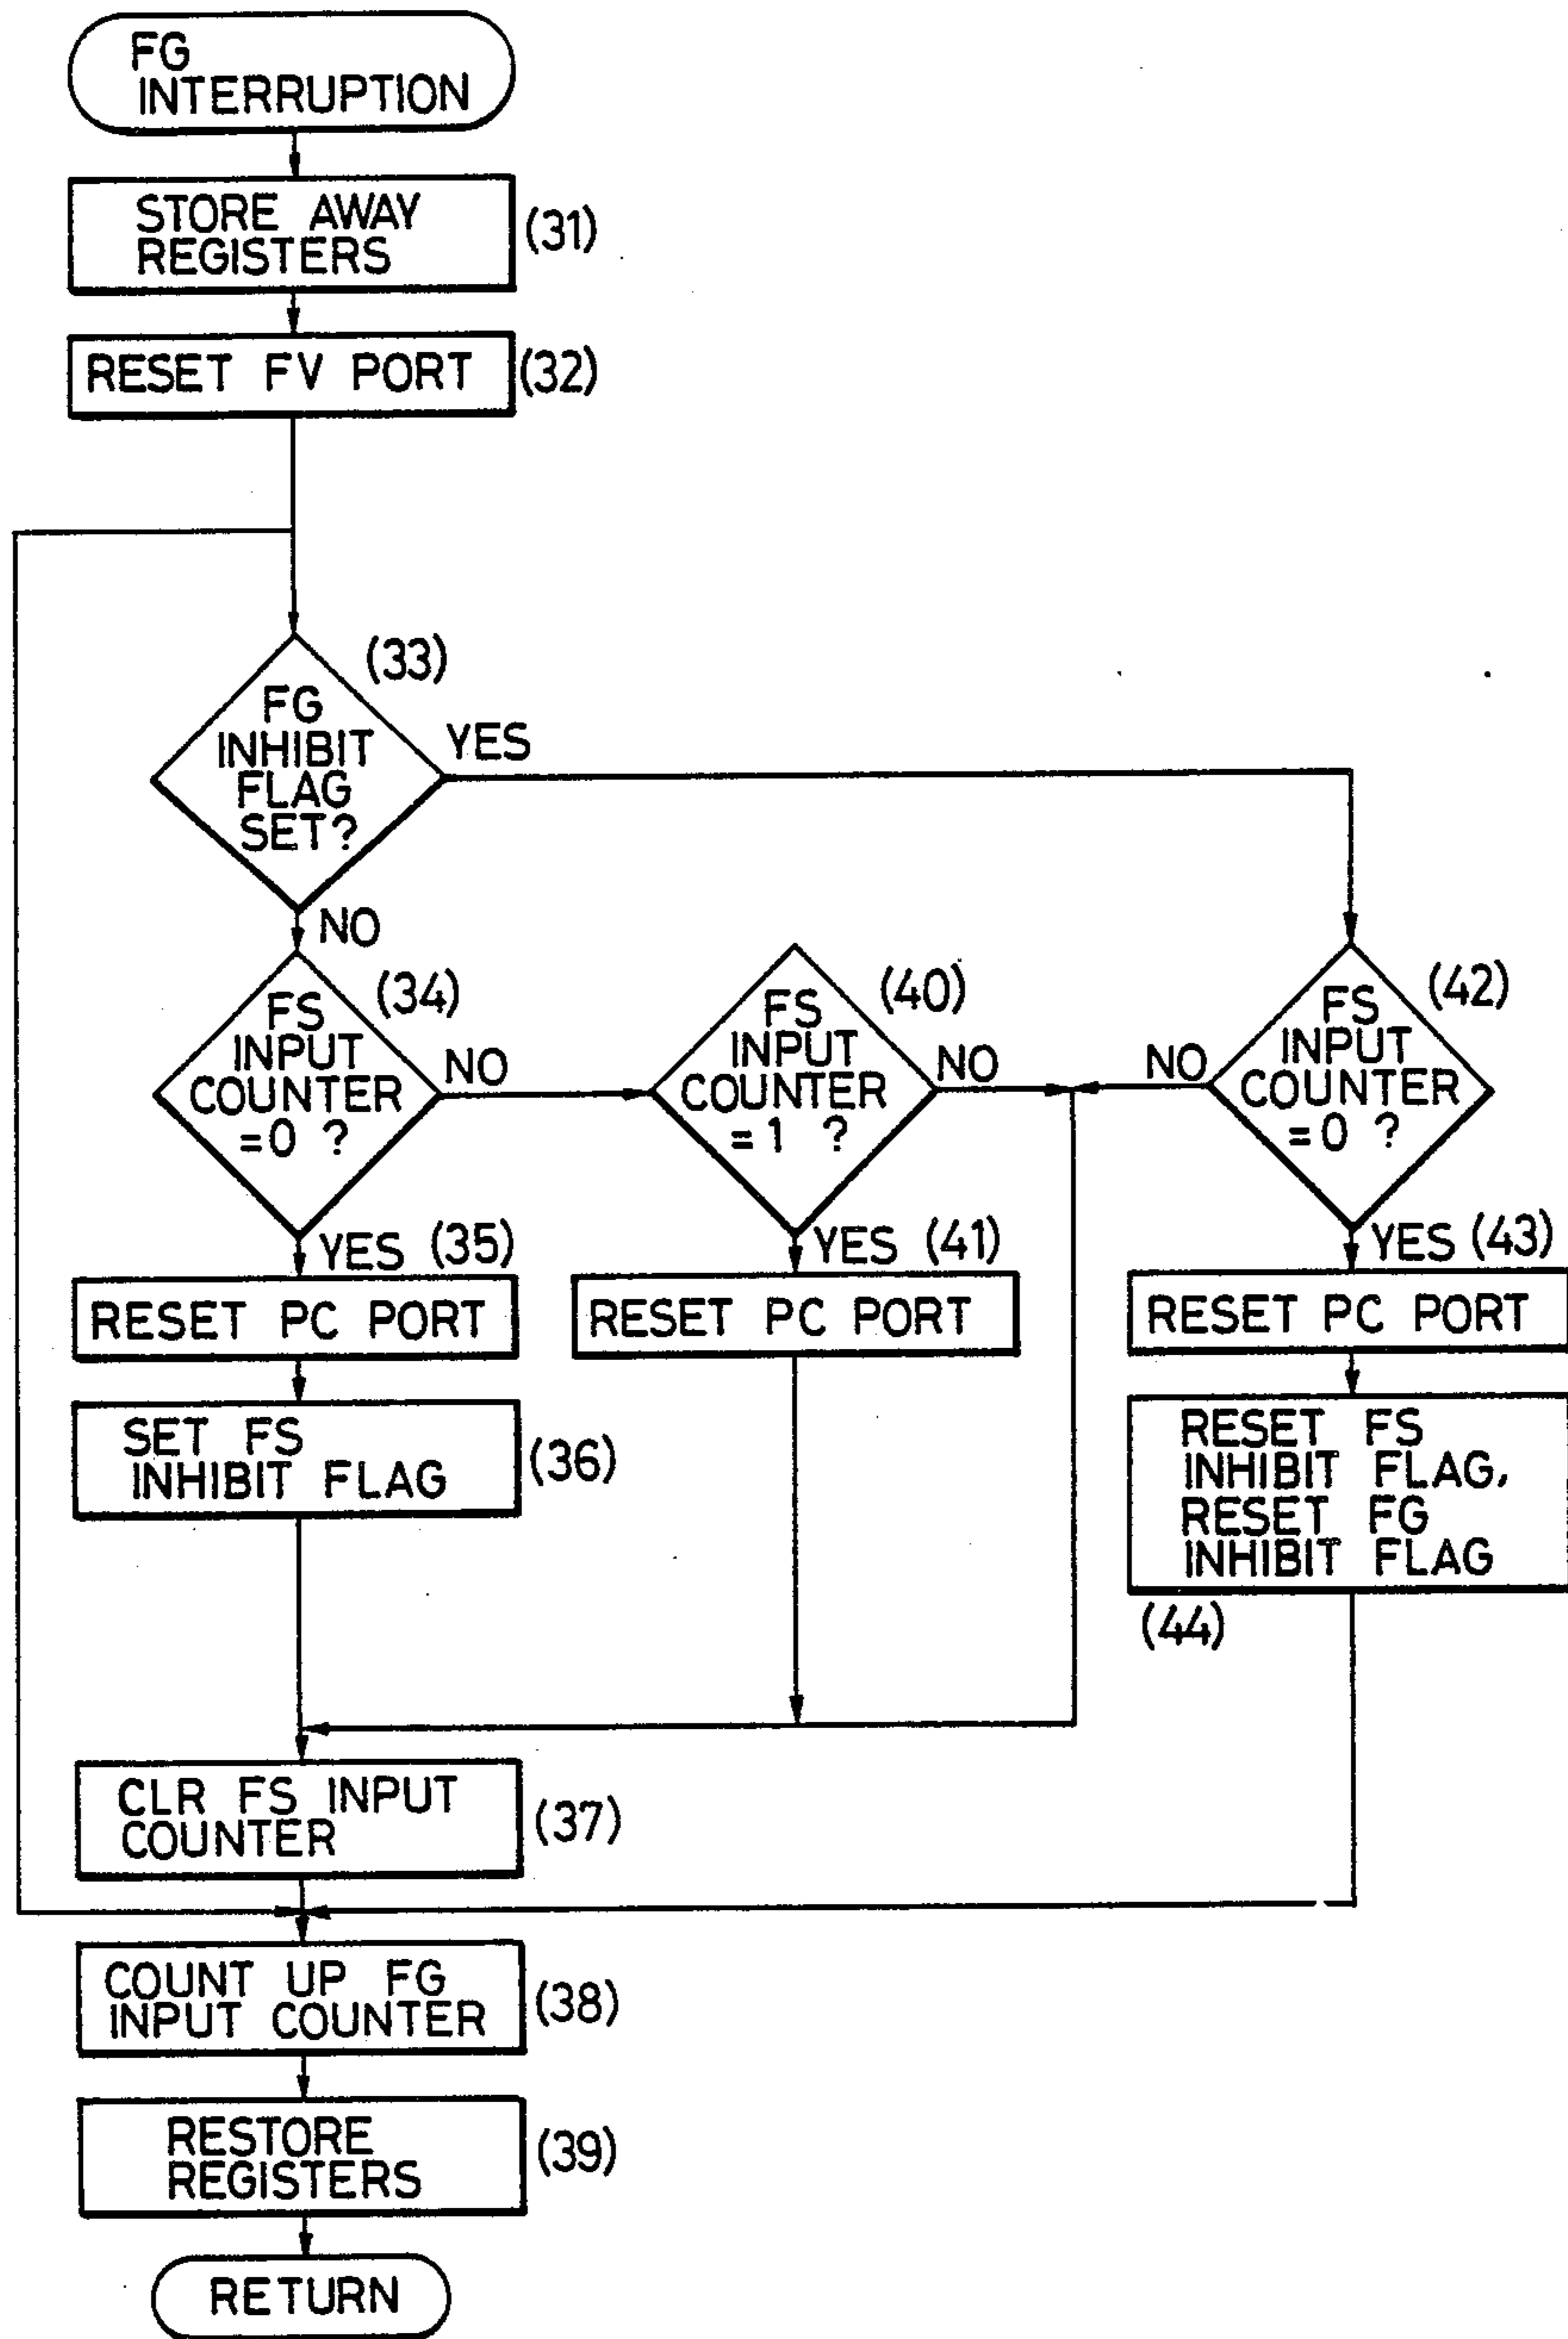 FG
INTERRUPTION
STORE AWAY
REGISTERS
(31)
RESET FV PORT
(32)
(33)
FG
INHIBIT
FLAG
SET?
YES
NO
(34)
FS
INPUT
COUNTER
=0 ?
NO
(40)
FS
INPUT
COUNTER
=1 ?
NO
(42)
FS
INPUT
COUNTER
=0 ?
NO
YES (35)
RESET PC PORT
YES (41)
RESET PC PORT
YES (43)
RESET PC PORT
SET FS
INHIBIT FLAG
(36)
RESET FS
INHIBIT FLAG,
RESET FG
INHIBIT FLAG
(44)
CLR FS INPUT
COUNTER
(37)
COUNT UP FG
INPUT COUNTER
(38)
RESTORE
REGISTERS
(39)
RETURN